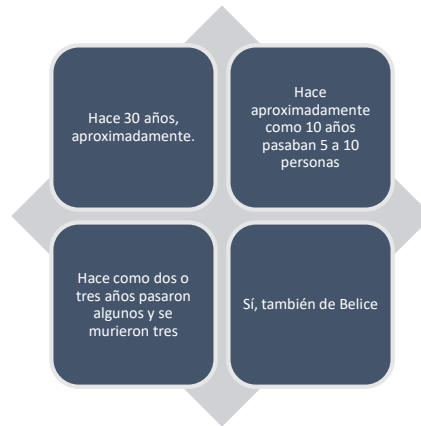 Hace 30 años,
aproximadamente.
Hace
aproximadamente
como 10 años
pasaban 5 a 10
personas
Hace como dos o
tres años pasaron
algunos y se
murieron tres
Sí, también de Belice